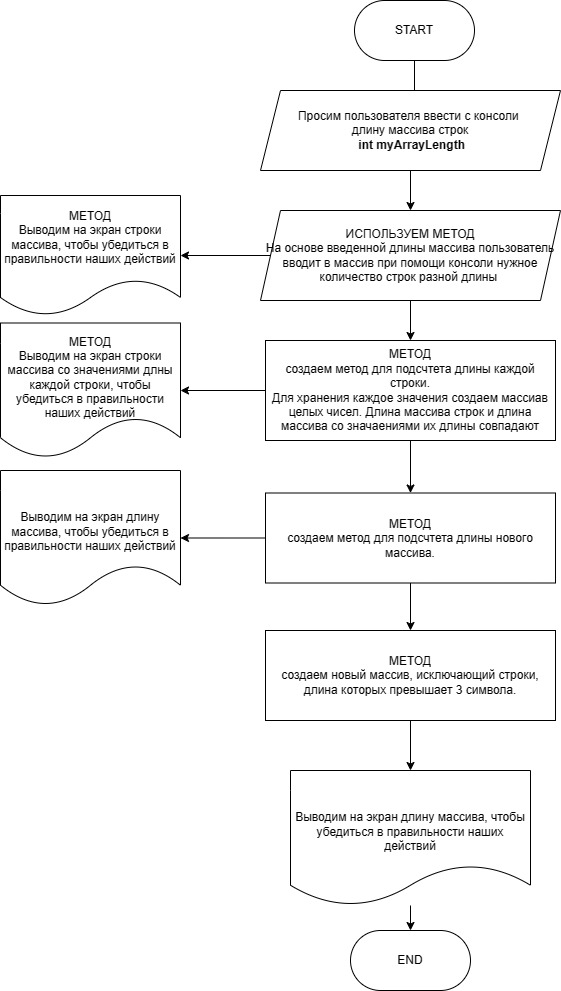 START
Просим пользователя ввести с консоли
длину массива строк
int myArrayLength
МЕТОД
Выводим на экран строки
массива, чтобы убедиться в
правильности наших действий
ИСПОЛЬЗУЕМ МЕТОД
На основе введенной длины массива пользователь
вводит в массив при помощи консоли нужное
количество строк разной длины
МЕТОД
Выводим на экран строки
массива со значениями длны
каждой строки, чтобы
убедиться в правильности
наших действий
МЕТОД
создаем метод для подсчтета длины каждой
строки.
Для хранения каждое значения создаем массиав
целых чисел. Длина массива строк и длина
массива со значаениями их длины совпадают
Выводим на экран длину
массива, чтобы убедиться в
правильности наших действий
МЕТОД
создаем метод для подсчтета длины нового
массива.
МЕТОД
создаем новый массив, исключающий строки,
длина которых превышает 3 символа.
Выводим на экран длину массива, чтобы
убедиться в правильности наших
действий
END